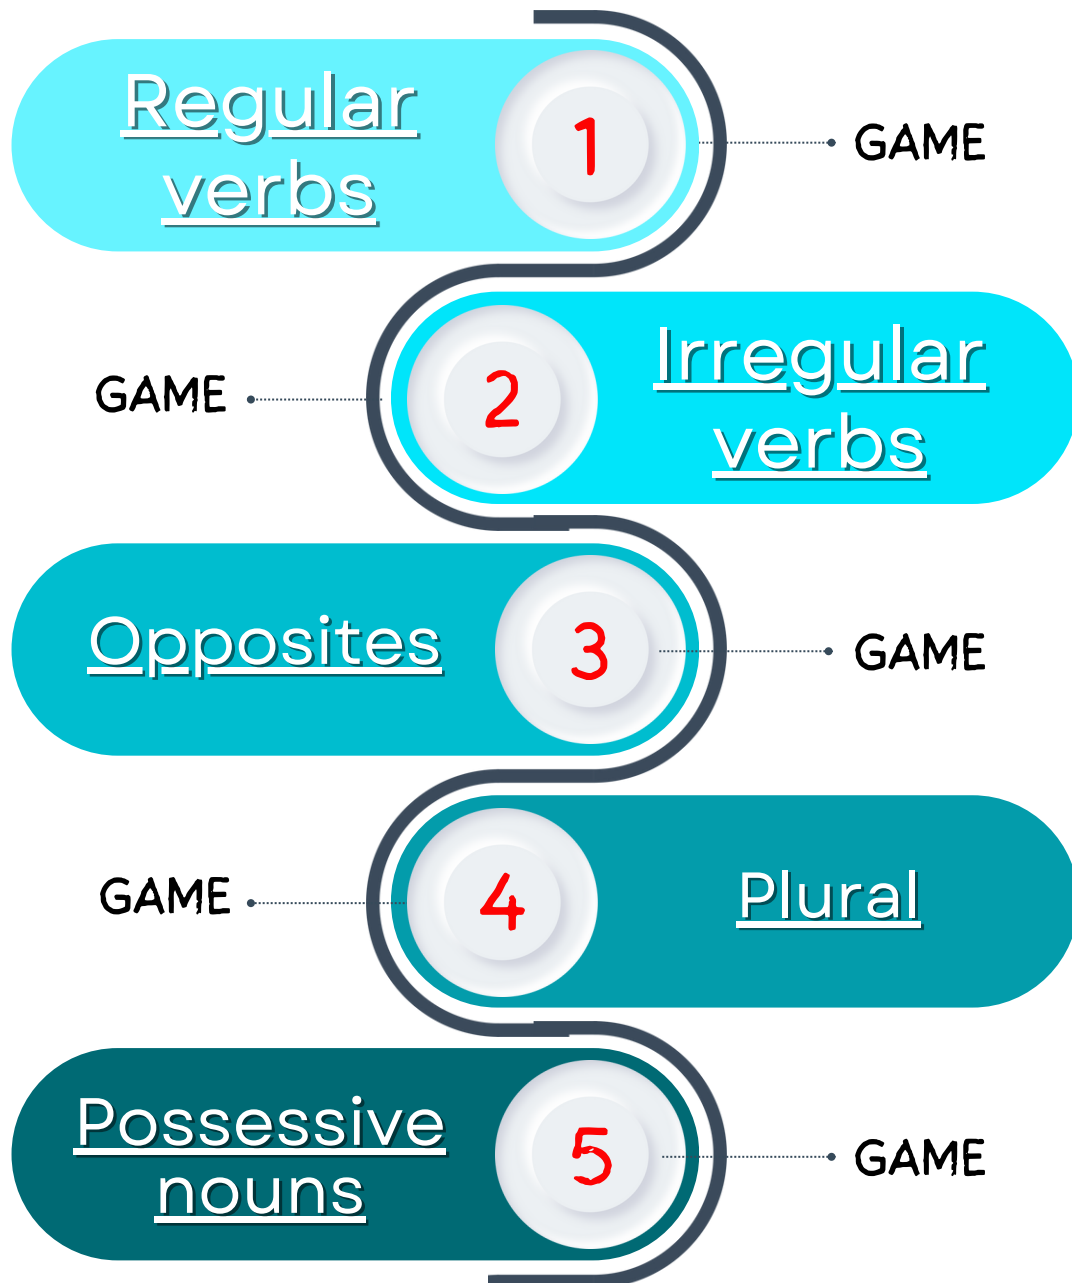 Regular
verbs
1
GAME
GAME
2
Irregular
verbs
Opposites
3
GAME
GAME
4
Plural
Possessive
nouns
5
GAME